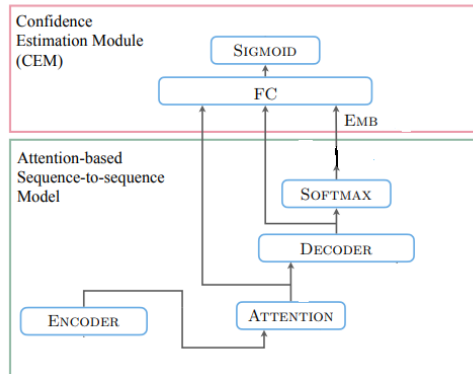 Confidence
Estimation Module
(CEM)
SIGMOID
FC
EMB
Attention-based
Sequence-to-sequence
Model
SOFTMAX
DECODER
ENCODER
ATTENTION